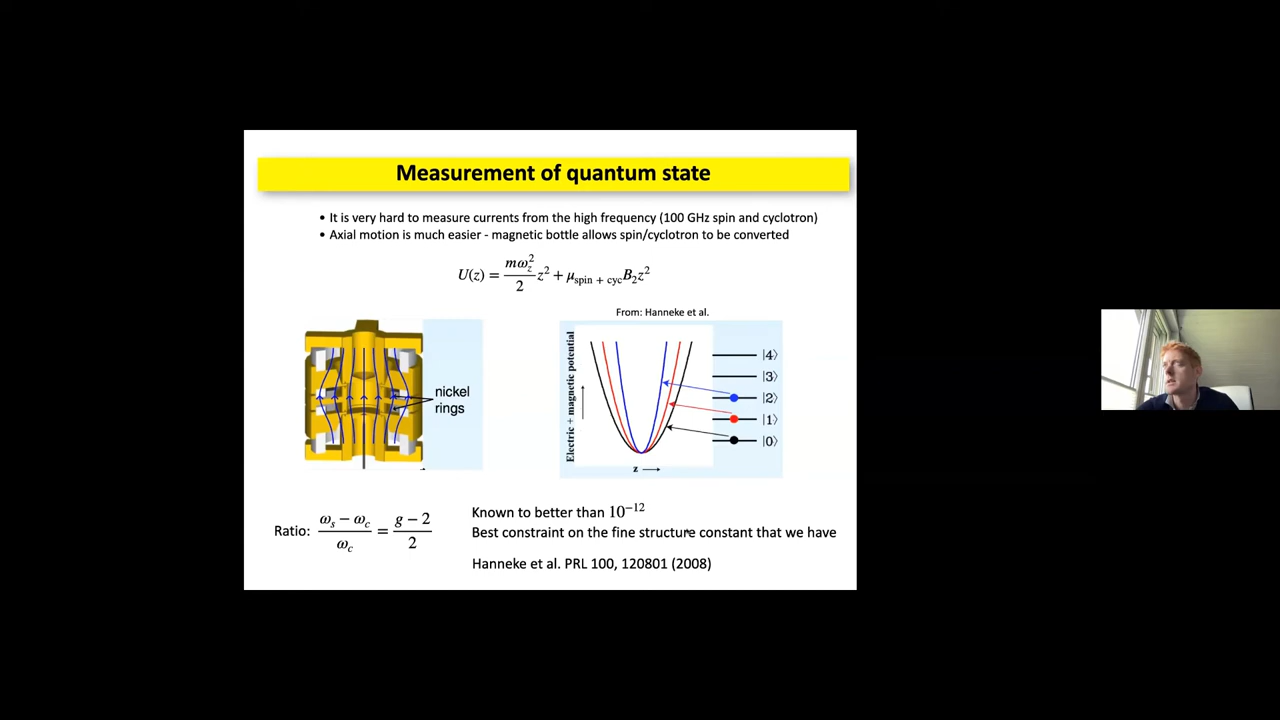 Measurement of quantum state
• It is very hard to measure currents from the high frequency (100 GHz spin and cyclotron)
• Axial motion is much easier - magnetic bottle allows spin/cyclotron to be converted
U(z) = mω_z^2/2 z^2 + μ_{spin + cyc}B_2z^2
From: Hanneke et al.
nickel
rings
Electric + magnetic potential
z
|4⟩
|3⟩
|2⟩
|1⟩
|0⟩
Ratio: (ω_s − ω_c)/ω_c = (g − 2)/2
Known to better than 10^{−12}
Best constraint on the fine structure constant that we have
Hanneke et al. PRL 100, 120801 (2008)